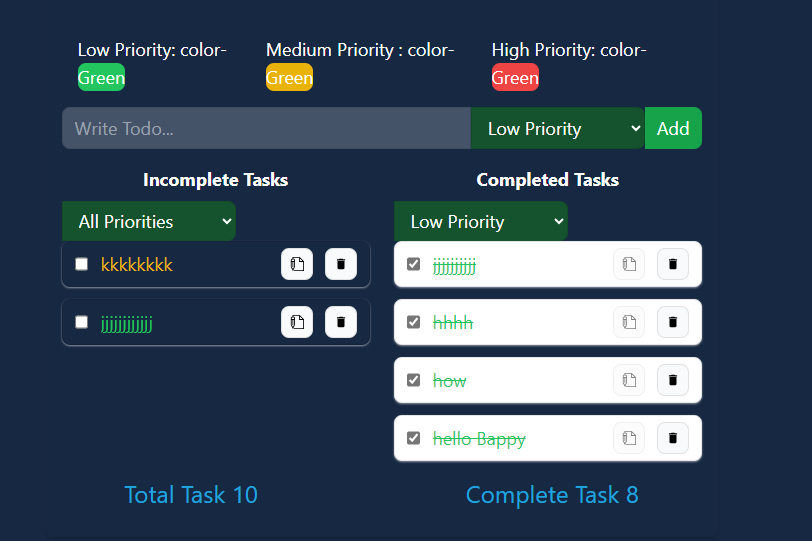 Low Priority: color-
Green
Medium Priority : color-
Green
High Priority: color-
Green
Write Todo...
Low Priority
Add
Incomplete Tasks
All Priorities
kkkkkkkk
jjjjjjjjjjjj
Completed Tasks
Low Priority
jjjjjjjjjj
hhhh
how
hello Bappy
Total Task 10
Complete Task 8